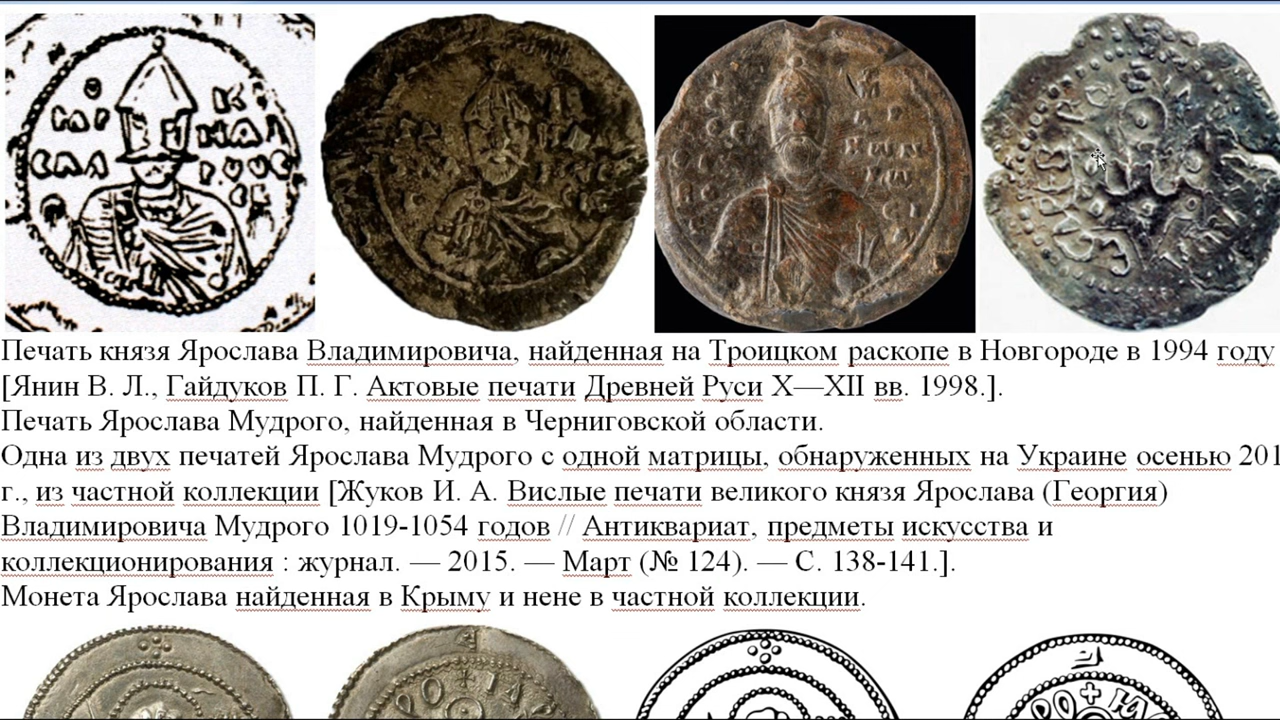 Печать князя Ярослава Владимировича, найденная на Троицком раскопе в Новгороде в 1994 году
[Янин В. Л., Гайдуков П. Г. Актовые печати Древней Руси X—XII вв. 1998.].
Печать Ярослава Мудрого, найденная в Черниговской области.
Одна из двух печатей Ярослава Мудрого с одной матрицы, обнаруженных на Украине осенью 201
г., из частной коллекции [Жуков И. А. Вислые печати великого князя Ярослава (Георгия)
Владимировича Мудрого 1019-1054 годов // Антиквариат, предметы искусства и
коллекционирования : журнал. — 2015. — Март (№ 124). — С. 138-141.].
Монета Ярослава найденная в Крыму и нене в частной коллекции.